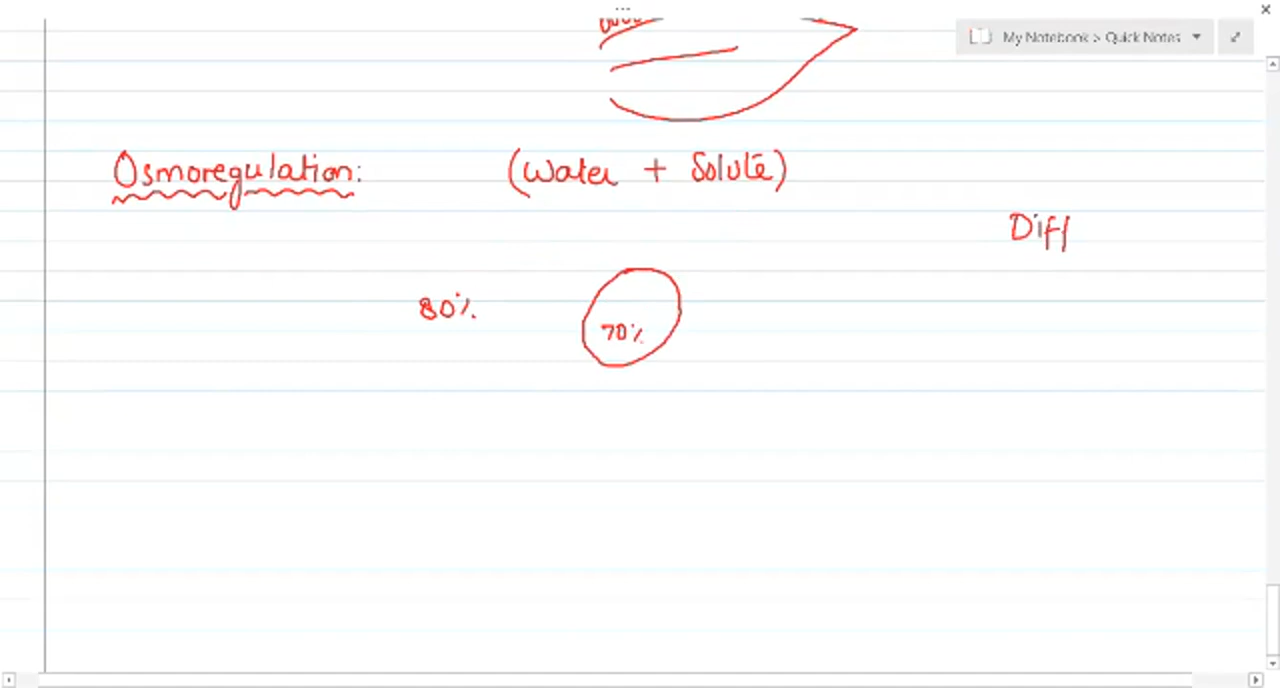 My Notebook > Quick Notes
Osmoregulation: (Water + Solute)
Diff
80%
70%